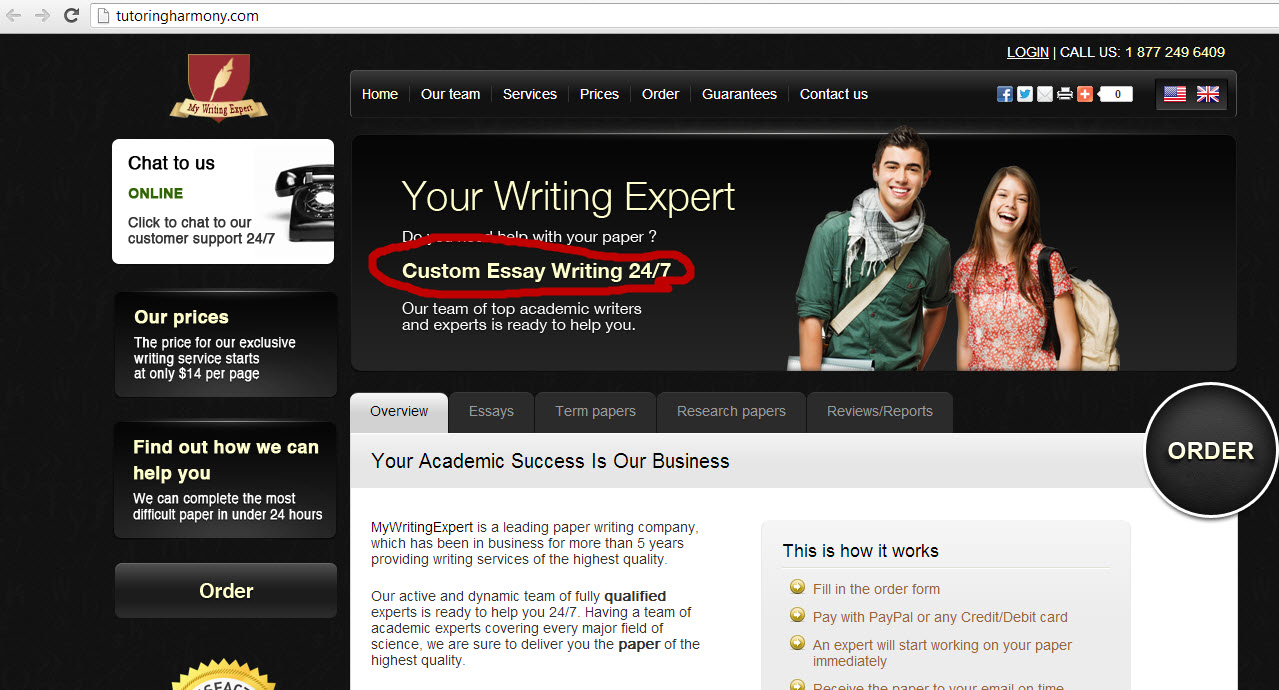 tutoringharmony.com
LOGIN | CALL US: 1 877 249 6409
My Writing Expert
Home
Our team
Services
Prices
Order
Guarantees
Contact us
0
Chat to us
ONLINE
Click to chat to our
customer support 24/7
Your Writing Expert
Do you need help with your paper ?
Custom Essay Writing 24/7
Our team of top academic writers
and experts is ready to help you.
Our prices
The price for our exclusive
writing service starts
at only $14 per page
Find out how we can
help you
We can complete the most
difficult paper in under 24 hours
Order
Overview
Essays
Term papers
Research papers
Reviews/Reports
ORDER
Your Academic Success Is Our Business
MyWritingExpert is a leading paper writing company,
which has been in business for more than 5 years
providing writing services of the highest quality.
Our active and dynamic team of fully qualified
experts is ready to help you 24/7. Having a team of
academic experts covering every major field of
science, we are sure to deliver you the paper of the
highest quality.
This is how it works
Fill in the order form
Pay with PayPal or any Credit/Debit card
An expert will start working on your paper
immediately
Receive the paper to your email on time